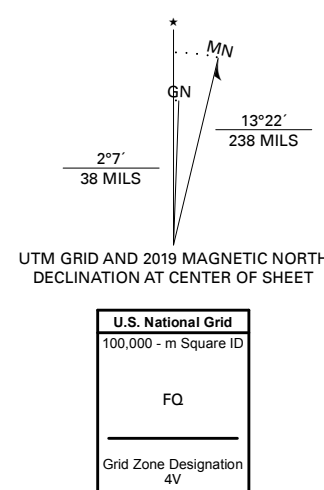 ★
MN
GN
13°22´
238 MILS
2°7´
38 MILS
UTM GRID AND 2019 MAGNETIC NORTH
DECLINATION AT CENTER OF SHEET
U.S. National Grid
100,000 - m Square ID
FQ
Grid Zone Designation
4V